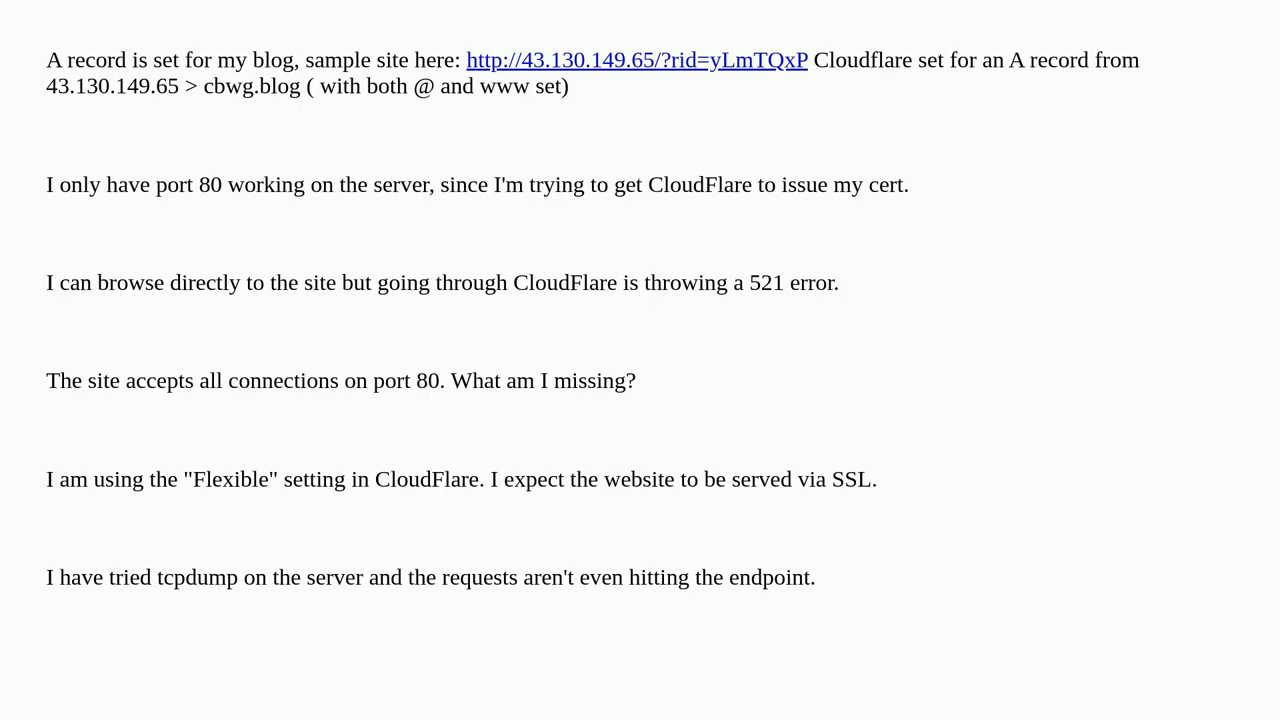 A record is set for my blog, sample site here: http://43.130.149.65/?rid=yLmTQxP Cloudflare set for an A record from
43.130.149.65 > cbwg.blog ( with both @ and www set)
I only have port 80 working on the server, since I'm trying to get CloudFlare to issue my cert.
I can browse directly to the site but going through CloudFlare is throwing a 521 error.
The site accepts all connections on port 80. What am I missing?
I am using the "Flexible" setting in CloudFlare. I expect the website to be served via SSL.
I have tried tcpdump on the server and the requests aren't even hitting the endpoint.